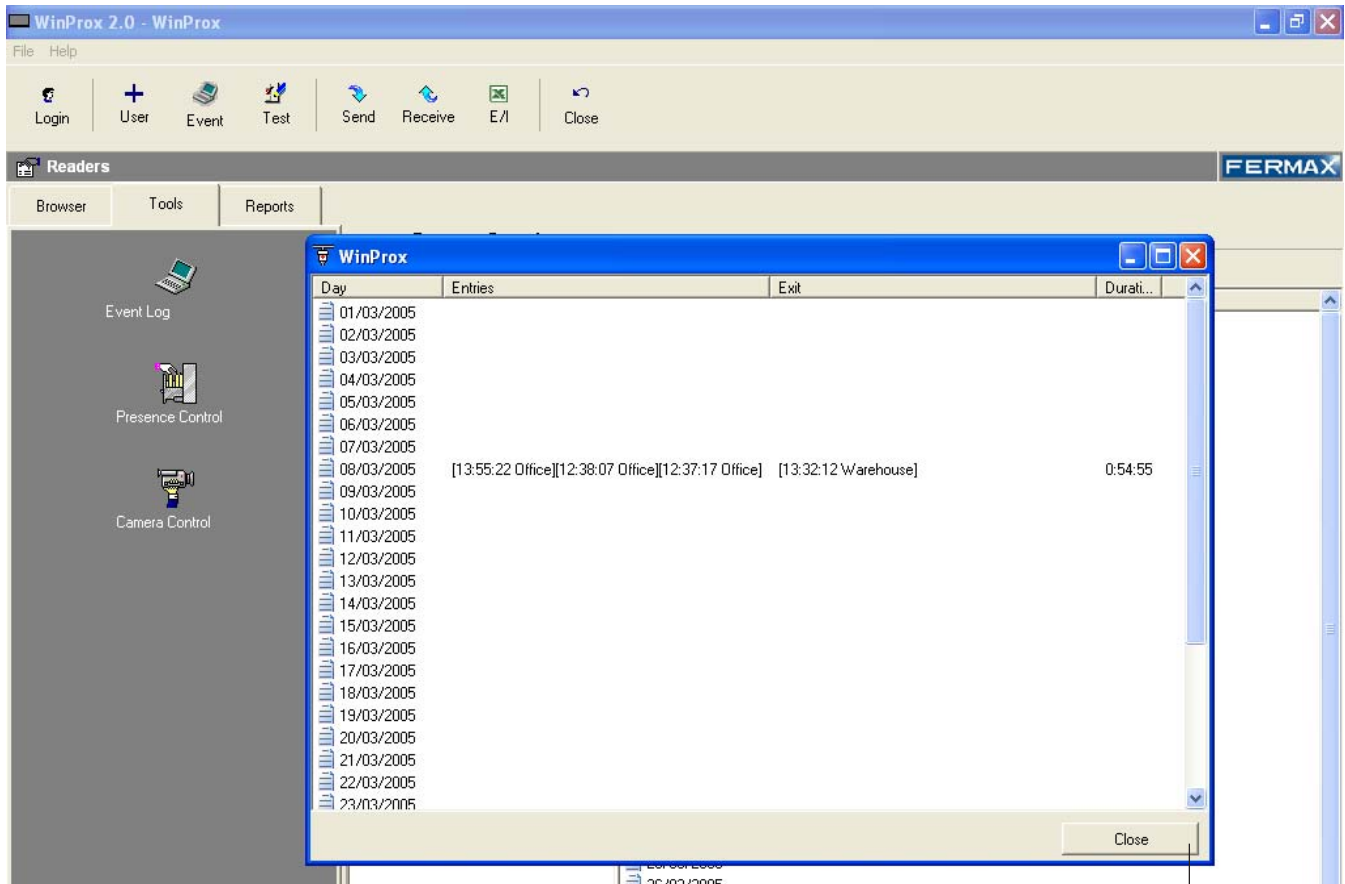 WinProx 2.0 - WinProx
File Help
Login User Event Test Send Receive E/I Close
Readers FERMAX
Browser Tools Reports
Event Log
Presence Control
Camera Control
WinProx
Day Entries Exit Durati...
01/03/2005
02/03/2005
03/03/2005
04/03/2005
05/03/2005
06/03/2005
07/03/2005
08/03/2005 [13:55:22 Office][12:38:07 Office][12:37:17 Office] [13:32:12 Warehouse] 0:54:55
09/03/2005
10/03/2005
11/03/2005
12/03/2005
13/03/2005
14/03/2005
15/03/2005
16/03/2005
17/03/2005
18/03/2005
19/03/2005
20/03/2005
21/03/2005
22/03/2005
23/03/2005
Close